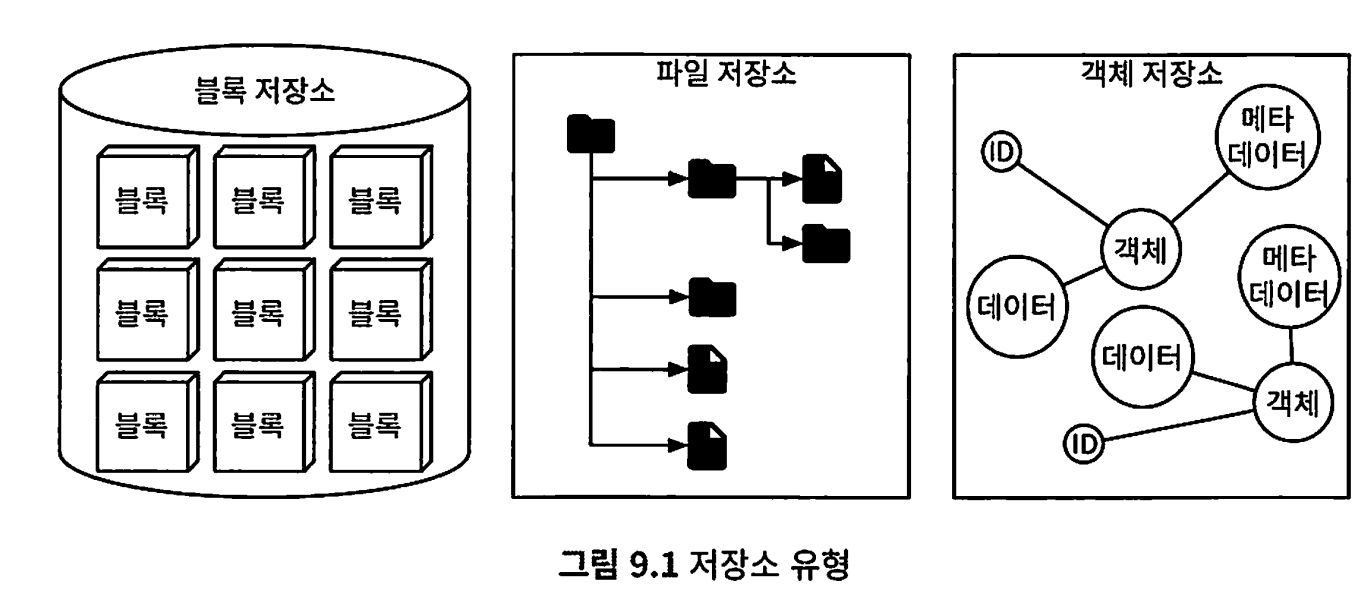 블록 저장소
블록 블록 블록
블록 블록 블록
블록 블록 블록
파일 저장소
객체 저장소
메타
데이터
ID
객체
데이터
메타
데이터
데이터
객체
ID
그림 9.1 저장소 유형